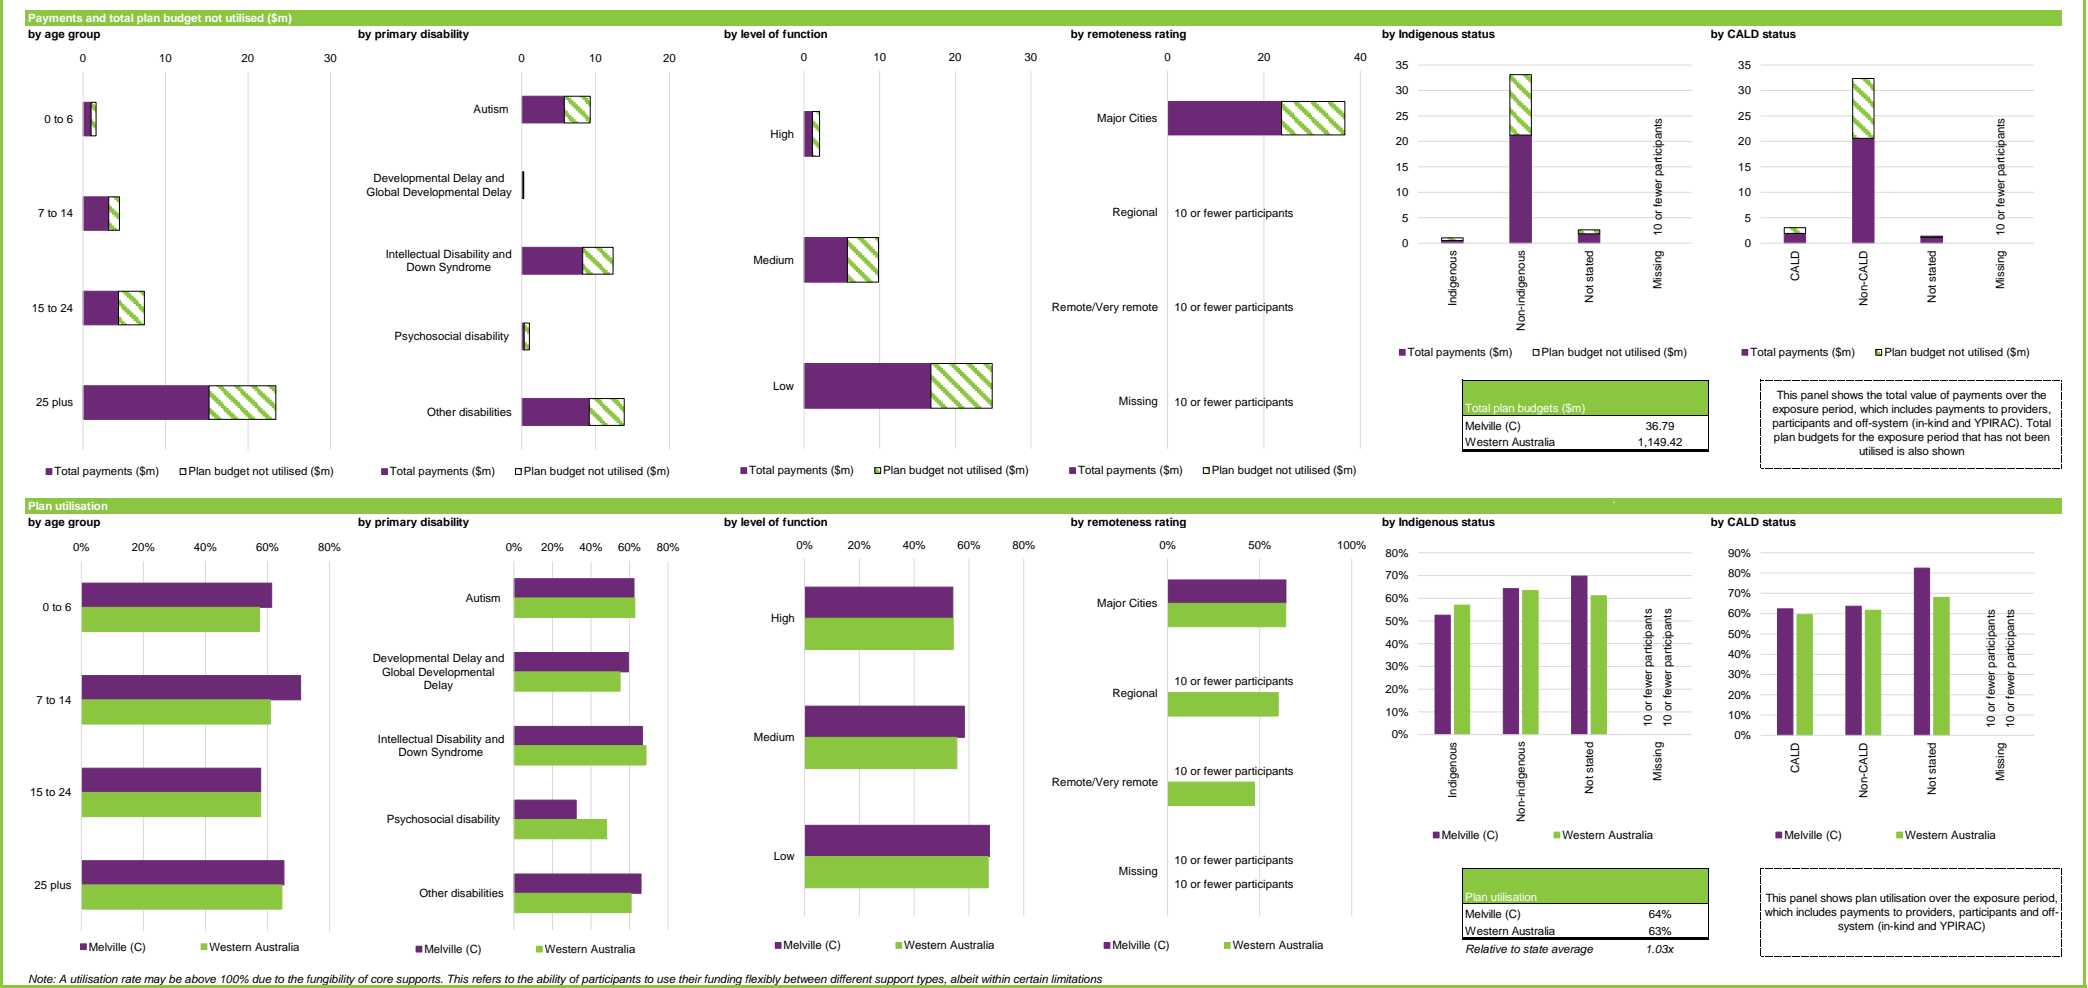 Payments and total plan budget not utilised ($m)
by age group
0 10 20 30
0 to 6
7 to 14
15 to 24
25 plus
Total payments ($m) Plan budget not utilised ($m)
by primary disability
0 10 20
Autism
Developmental Delay and
Global Developmental Delay
Intellectual Disability and
Down Syndrome
Psychosocial disability
Other disabilities
Total payments ($m) Plan budget not utilised ($m)
by level of function
0 10 20 30
High
Medium
Low
Total payments ($m) Plan budget not utilised ($m)
by remoteness rating
0 20 40
Major Cities
Regional 10 or fewer participants
Remote/Very remote 10 or fewer participants
Missing 10 or fewer participants
Total payments ($m) Plan budget not utilised ($m)
by Indigenous status
35
30
25
20
15
10
5
0
10 or fewer participants
Indigenous
Non-indigenous
Not stated
Missing
Total payments ($m) Plan budget not utilised ($m)
by CALD status
35
30
25
20
15
10
5
0
10 or fewer participants
CALD
Non-CALD
Not stated
Missing
Total payments ($m) Plan budget not utilised ($m)
Total plan budgets ($m)
Melville (C) 36.79
Western Australia 1,149.42
This panel shows the total value of payments over the
exposure period, which includes payments to providers,
participants and off-system (in-kind and YPIRAC). Total
plan budgets for the exposure period that has not been
utilised is also shown
Plan utilisation
by age group
0% 20% 40% 60% 80%
0 to 6
7 to 14
15 to 24
25 plus
Melville (C) Western Australia
by primary disability
0% 20% 40% 60% 80%
Autism
Developmental Delay and
Global Developmental
Delay
Intellectual Disability and
Down Syndrome
Psychosocial disability
Other disabilities
Melville (C) Western Australia
by level of function
0% 20% 40% 60% 80%
High
Medium
Low
Melville (C) Western Australia
by remoteness rating
0% 50% 100%
Major Cities
Regional
10 or fewer participants
Remote/Very remote
10 or fewer participants
Missing
10 or fewer participants
10 or fewer participants
Melville (C) Western Australia
by Indigenous status
80%
70%
60%
50%
40%
30%
20%
10%
0%
10 or fewer participants
10 or fewer participants
Indigenous
Non-indigenous
Not stated
Missing
Melville (C) Western Australia
by CALD status
90%
80%
70%
60%
50%
40%
30%
20%
10%
0%
10 or fewer participants
10 or fewer participants
CALD
Non-CALD
Not stated
Missing
Melville (C) Western Australia
Plan utilisation
Melville (C) 64%
Western Australia 63%
Relative to state average 1.03x
This panel shows plan utilisation over the exposure period,
which includes payments to providers, participants and off-
system (in-kind and YPIRAC)
Note: A utilisation rate may be above 100% due to the fungibility of core supports. This refers to the ability of participants to use their funding flexibly between different support types, albeit within certain limitations